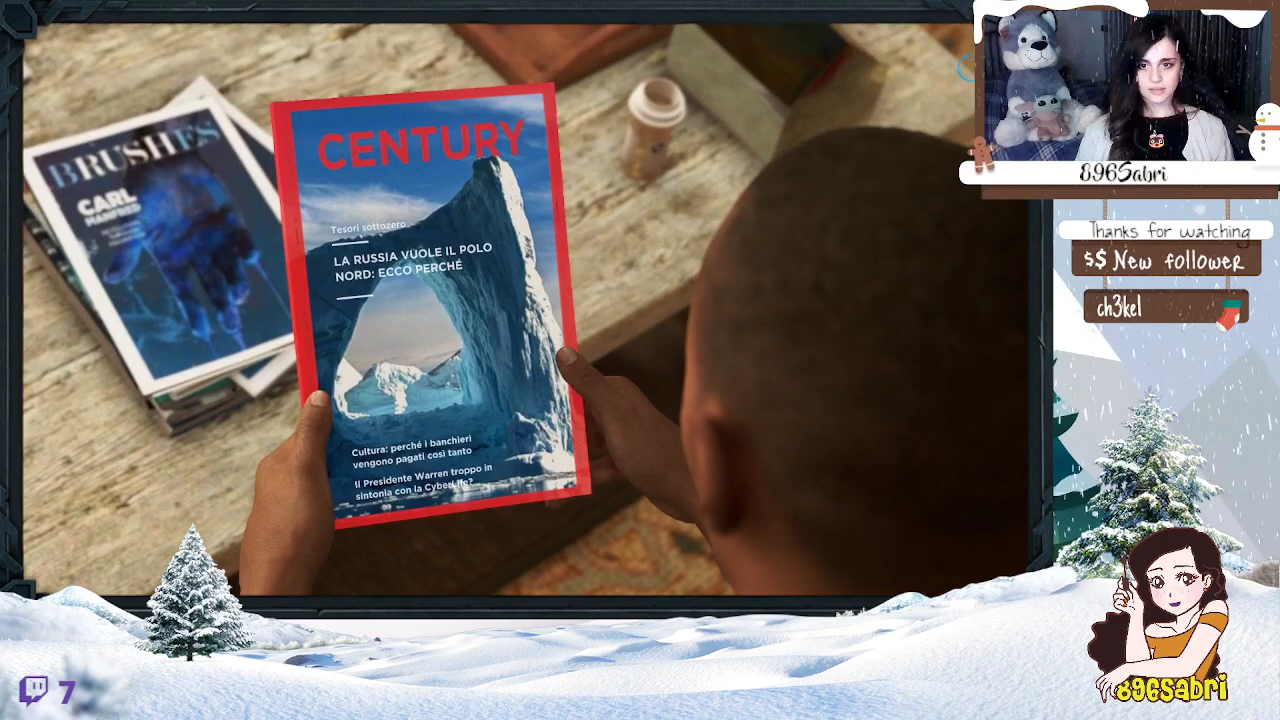 BRUSHES
CARL
MANFRED
CENTURY
Tesori sottozero
LA RUSSIA VUOLE IL POLO
NORD: ECCO PERCHÉ
Cultura: perché i banchieri
vengono pagati così tanto
Il Presidente Warren troppo in
sintonia con la CyberLife?
896Sabri
Thanks for watching
$$ New follower
ch3kel
7
896sabri